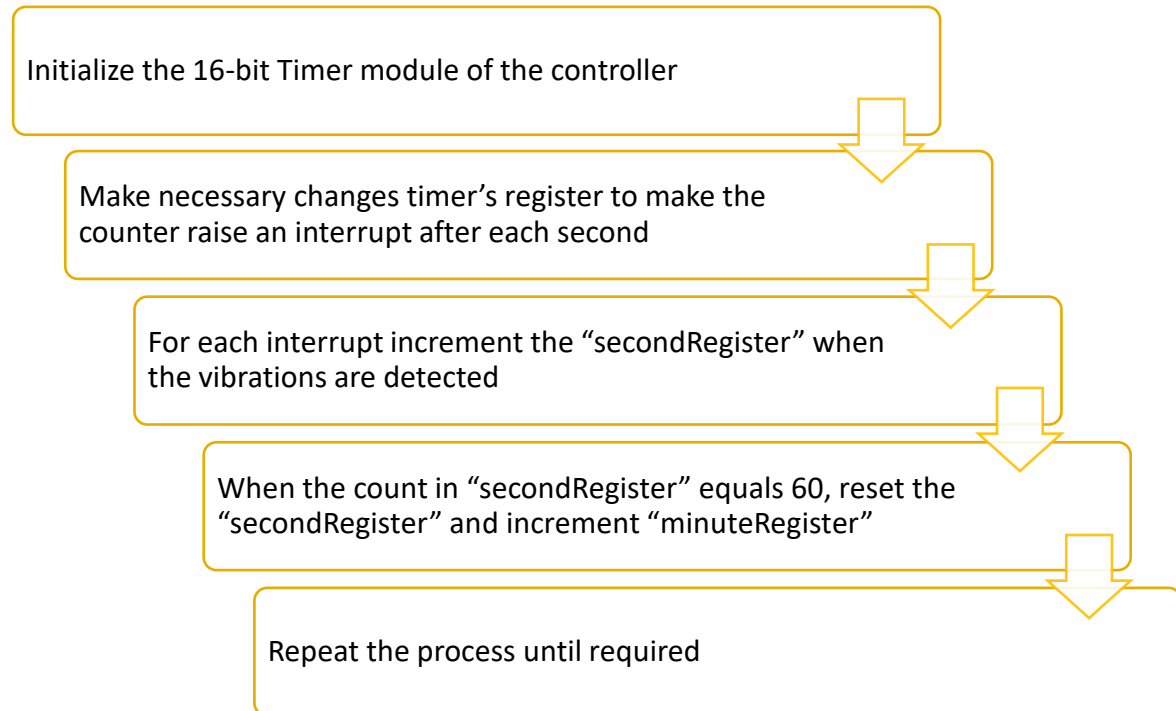 Initialize the 16-bit Timer module of the controller
Make necessary changes timer’s register to make the
counter raise an interrupt after each second
For each interrupt increment the “secondRegister” when
the vibrations are detected
When the count in “secondRegister” equals 60, reset the
“secondRegister” and increment “minuteRegister”
Repeat the process until required